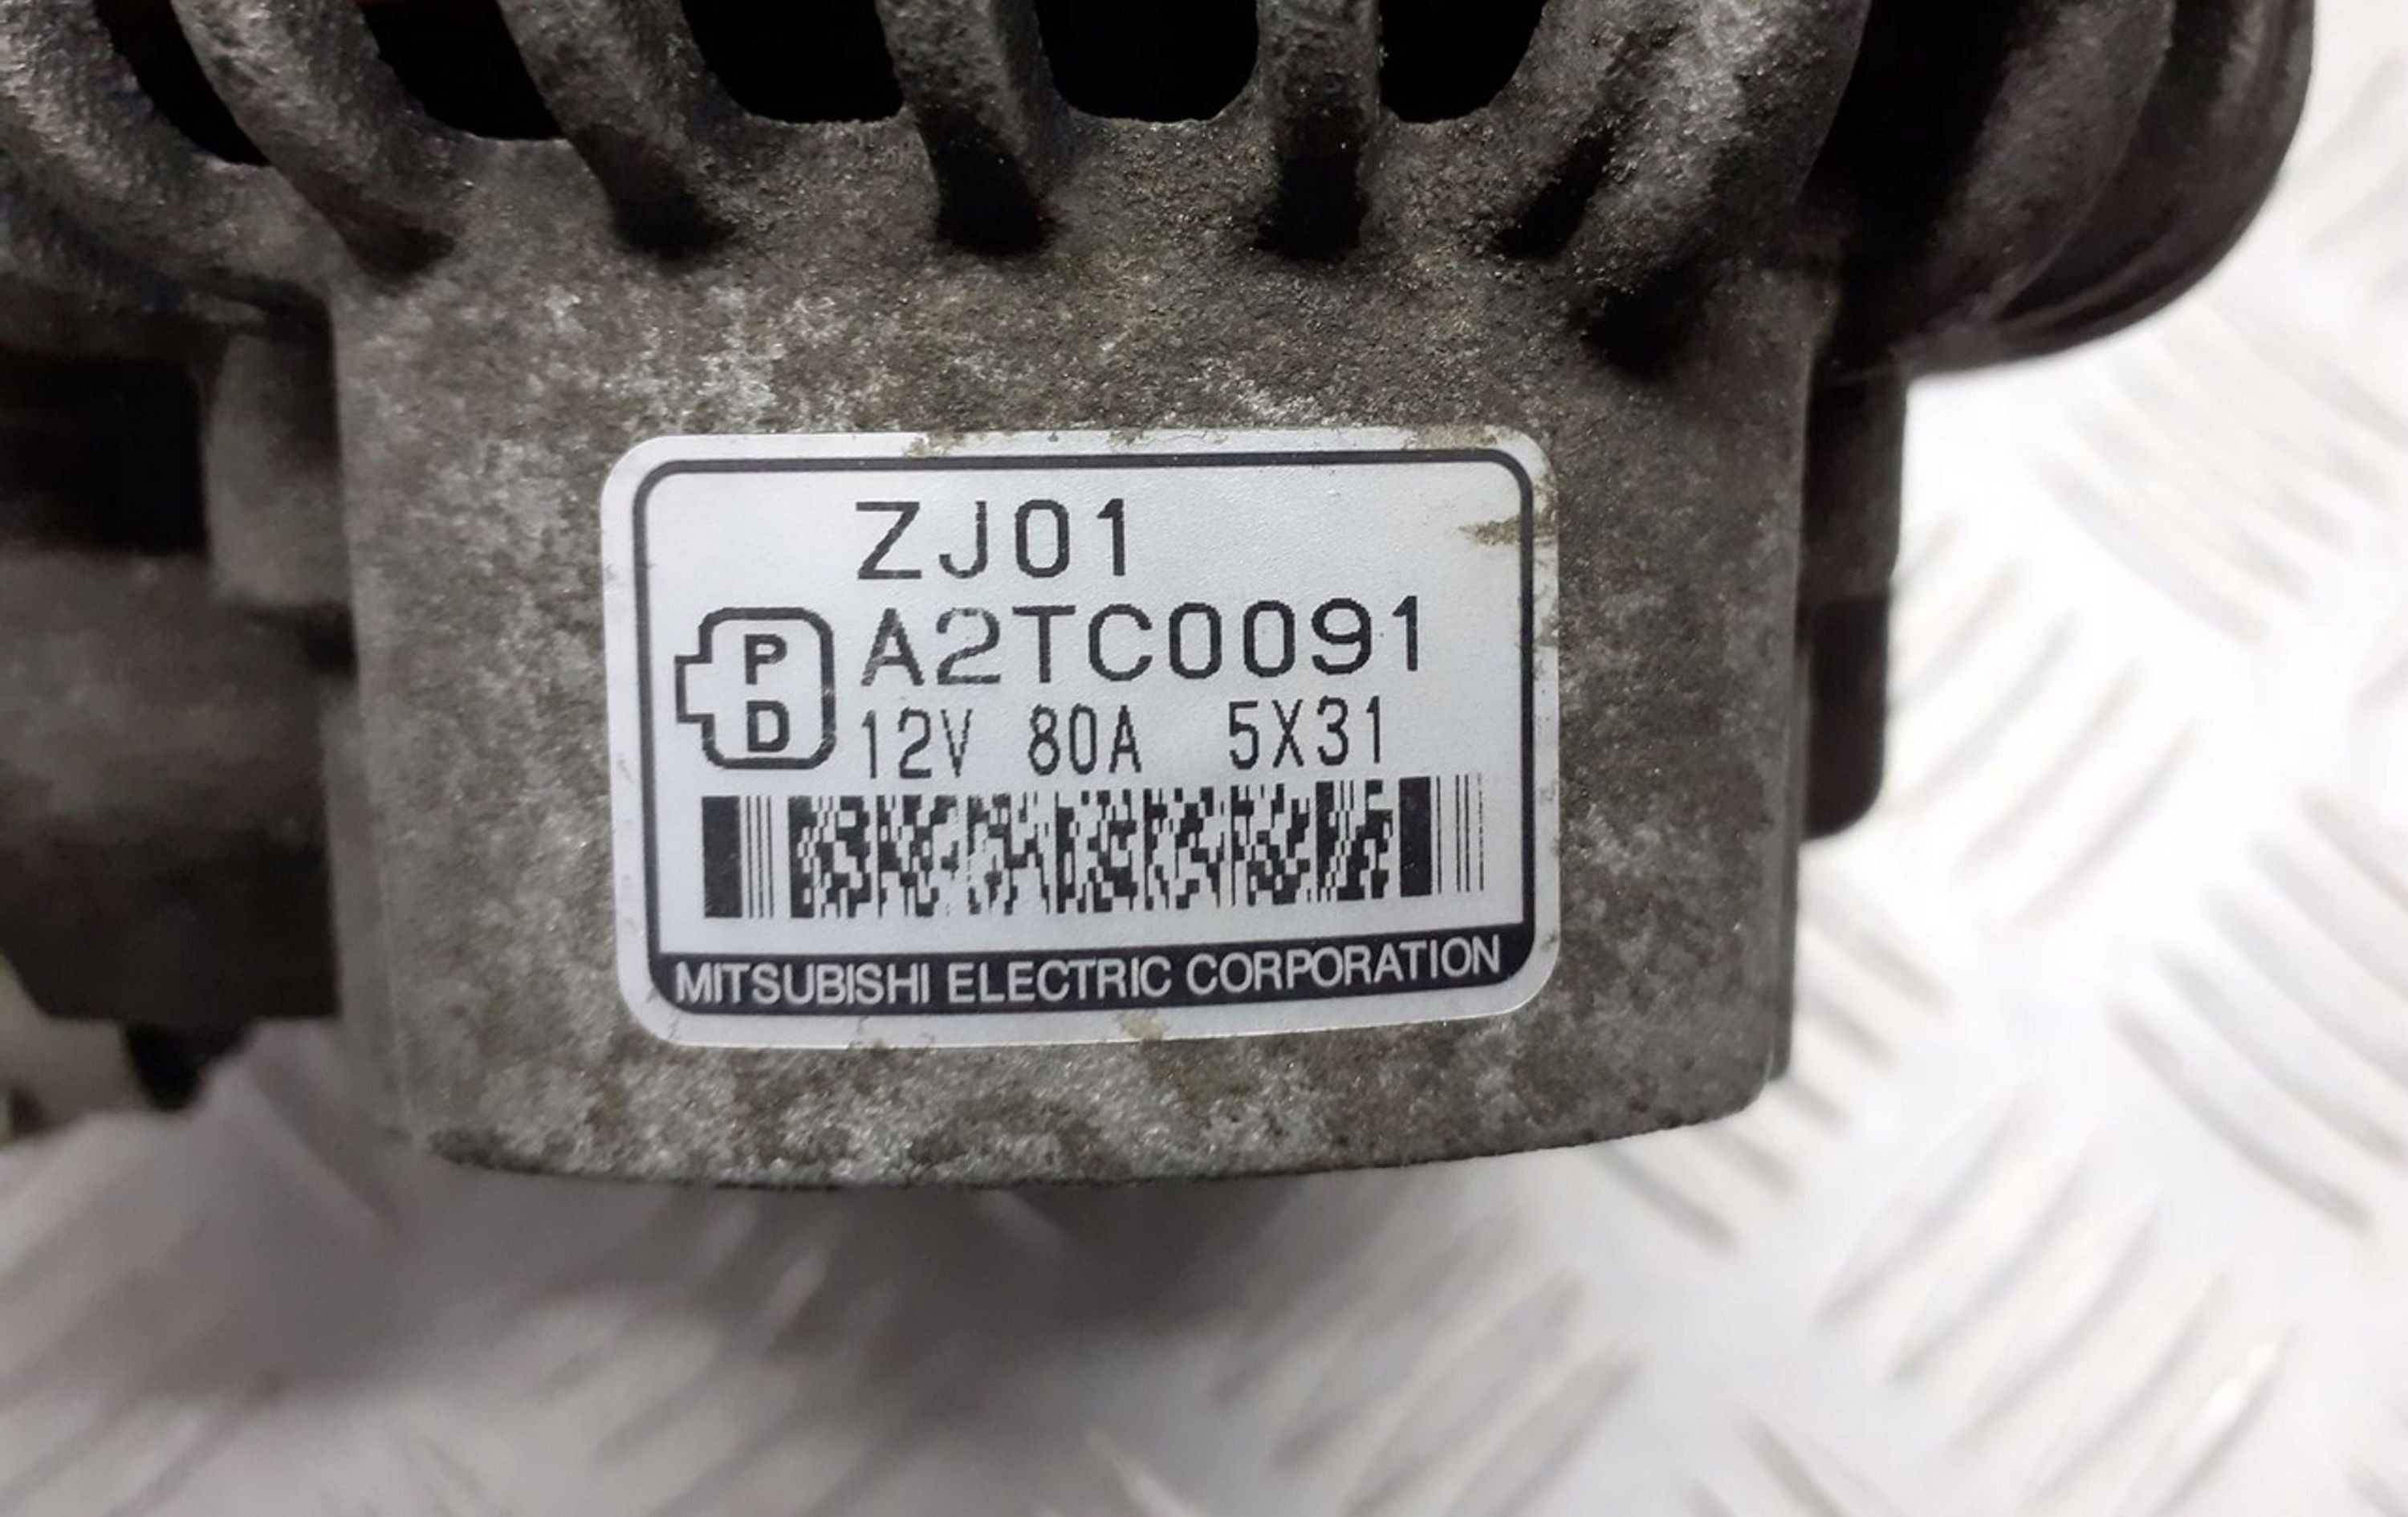 ZJ01
P
D
A2TC0091
12V 80A 5X31
MITSUBISHI ELECTRIC CORPORATION